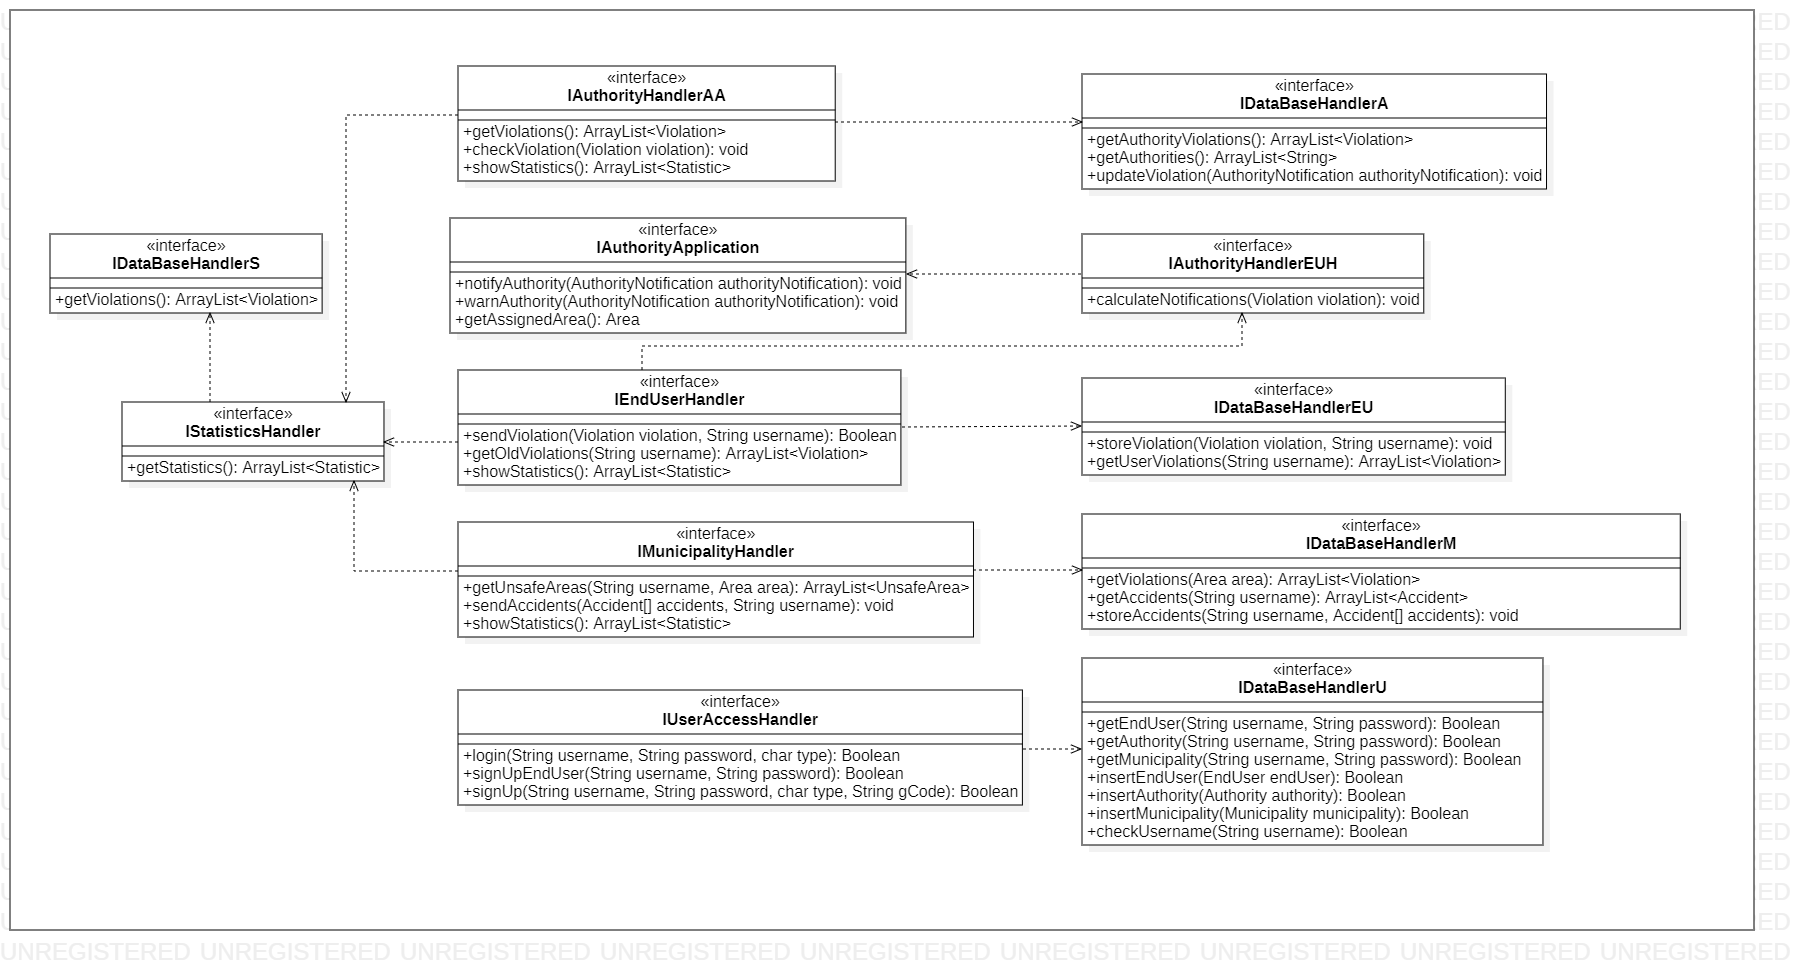 «interface»
IAuthorityHandlerAA
+getViolations(): ArrayList<Violation>
+checkViolation(Violation violation): void
+showStatistics(): ArrayList<Statistic>
«interface»
IDataBaseHandlerA
+getAuthorityViolations(): ArrayList<Violation>
+getAuthorities(): ArrayList<String>
+updateViolation(AuthorityNotification authorityNotification): void
«interface»
IDataBaseHandlerS
+getViolations(): ArrayList<Violation>
«interface»
IAuthorityApplication
+notifyAuthority(AuthorityNotification authorityNotification): void
+warnAuthority(AuthorityNotification authorityNotification): void
+getAssignedArea(): Area
«interface»
IAuthorityHandlerEUH
+calculateNotifications(Violation violation): void
«interface»
IStatisticsHandler
+getStatistics(): ArrayList<Statistic>
«interface»
IEndUserHandler
+sendViolation(Violation violation, String username): Boolean
+getOldViolations(String username): ArrayList<Violation>
+showStatistics(): ArrayList<Statistic>
«interface»
IDataBaseHandlerEU
+storeViolation(Violation violation, String username): void
+getUserViolations(String username): ArrayList<Violation>
«interface»
IMunicipalityHandler
+getUnsafeAreas(String username, Area area): ArrayList<UnsafeArea>
+sendAccidents(Accident[] accidents, String username): void
+showStatistics(): ArrayList<Statistic>
«interface»
IDataBaseHandlerM
+getViolations(Area area): ArrayList<Violation>
+getAccidents(String username): ArrayList<Accident>
+storeAccidents(String username, Accident[] accidents): void
«interface»
IUserAccessHandler
+login(String username, String password, char type): Boolean
+signUpEndUser(String username, String password): Boolean
+signUp(String username, String password, char type, String gCode): Boolean
«interface»
IDataBaseHandlerU
+getEndUser(String username, String password): Boolean
+getAuthority(String username, String password): Boolean
+getMunicipality(String username, String password): Boolean
+insertEndUser(EndUser endUser): Boolean
+insertAuthority(Authority authority): Boolean
+insertMunicipality(Municipality municipality): Boolean
+checkUsername(String username): Boolean
UNREGISTERED UNREGISTERED UNREGISTERED UNREGISTERED UNREGISTERED UNREGISTERED UNREGISTERED UNREGISTERED UNREGISTERED